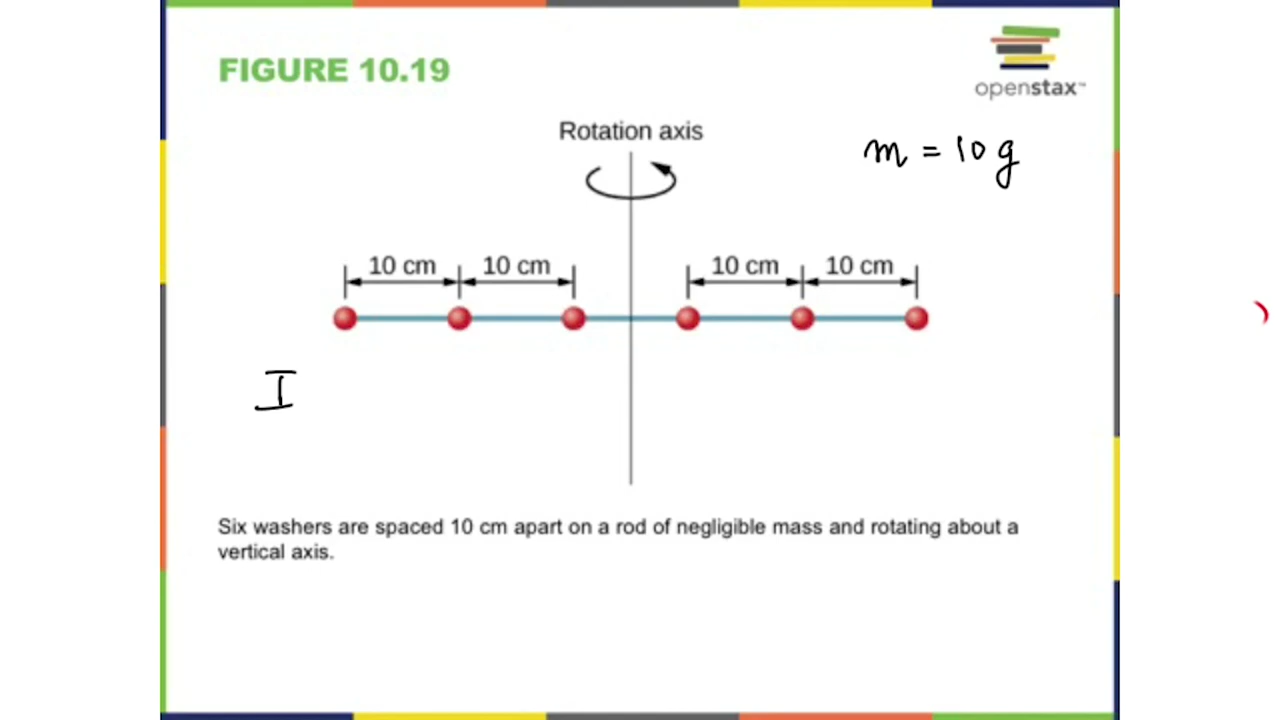 FIGURE 10.19
openstax™
Rotation axis
m = 10 g
10 cm 10 cm 10 cm 10 cm
I
Six washers are spaced 10 cm apart on a rod of negligible mass and rotating about a
vertical axis.